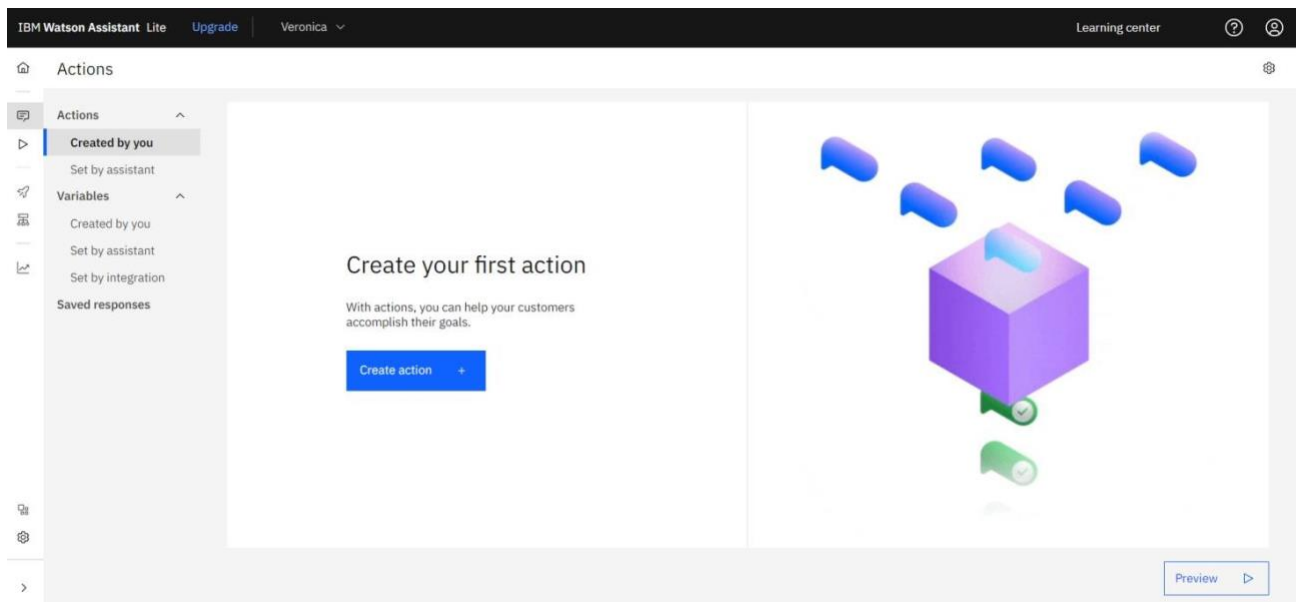 IBM Watson Assistant Lite Upgrade Veronica Learning center
Actions
Actions
Created by you
Set by assistant
Variables
Created by you
Set by assistant
Set by integration
Saved responses
Create your first action
With actions, you can help your customers
accomplish their goals.
Create action +
Preview